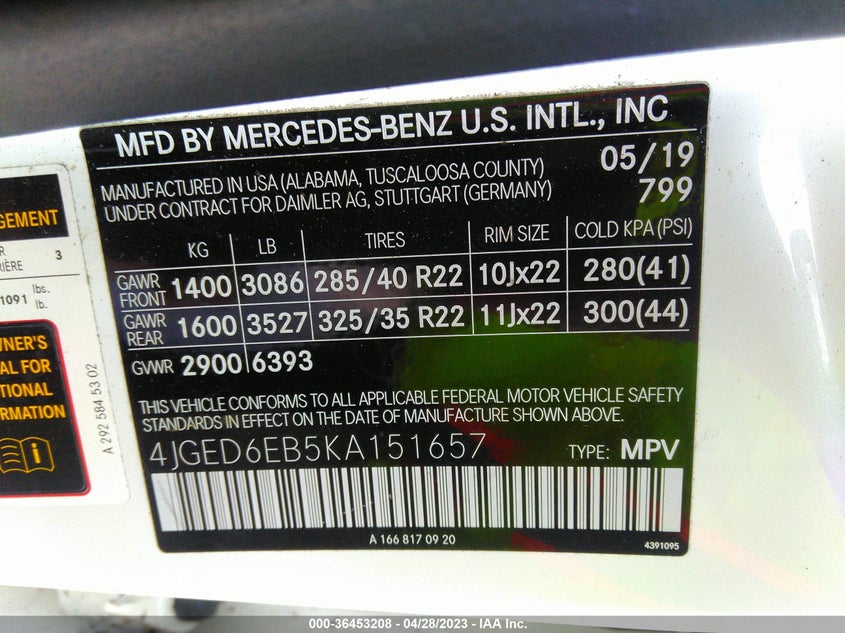 MFD BY MERCEDES-BENZ U.S. INTL., INC
MANUFACTURED IN USA (ALABAMA, TUSCALOOSA COUNTY) 05/19
UNDER CONTRACT FOR DAIMLER AG, STUTTGART (GERMANY) 799
KG LB TIRES RIM SIZE COLD KPA (PSI)
GAWR FRONT 1400 3086 285/40 R22 10Jx22 280(41)
GAWR REAR 1600 3527 325/35 R22 11Jx22 300(44)
GVWR 2900 6393
THIS VEHICLE CONFORMS TO ALL APPLICABLE FEDERAL MOTOR VEHICLE SAFETY
STANDARDS IN EFFECT ON THE DATE OF MANUFACTURE SHOWN ABOVE.
4JGED6EB5KA151657 TYPE: MPV
A 166 817 09 20
4391095
3
1091 lbs.
lb.
FOR
A 292 584 53 02
000-36453208 - 04/28/2023 - IAA Inc.